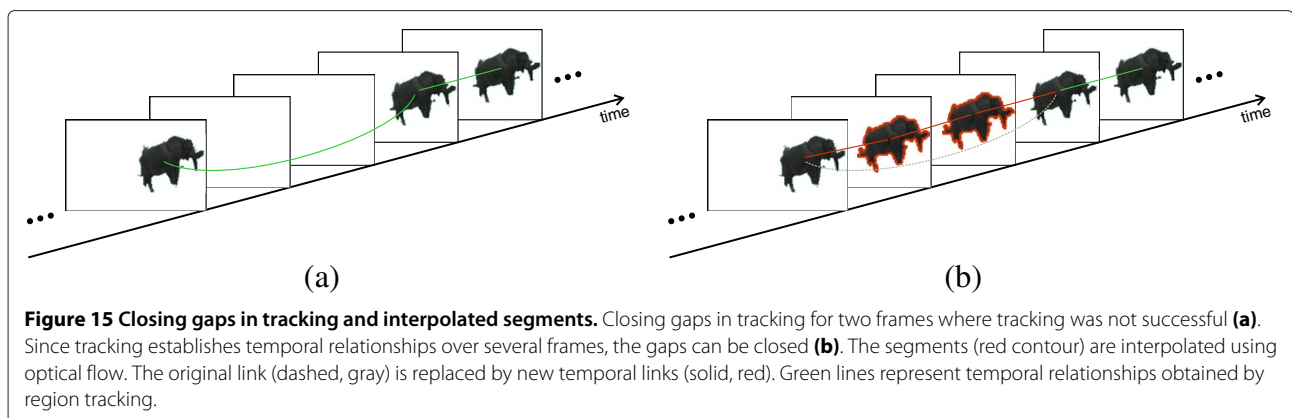 time
time
(a)
(b)
Figure 15 Closing gaps in tracking and interpolated segments. Closing gaps in tracking for two frames where tracking was not successful (a).
Since tracking establishes temporal relationships over several frames, the gaps can be closed (b). The segments (red contour) are interpolated using
optical flow. The original link (dashed, gray) is replaced by new temporal links (solid, red). Green lines represent temporal relationships obtained by
region tracking.